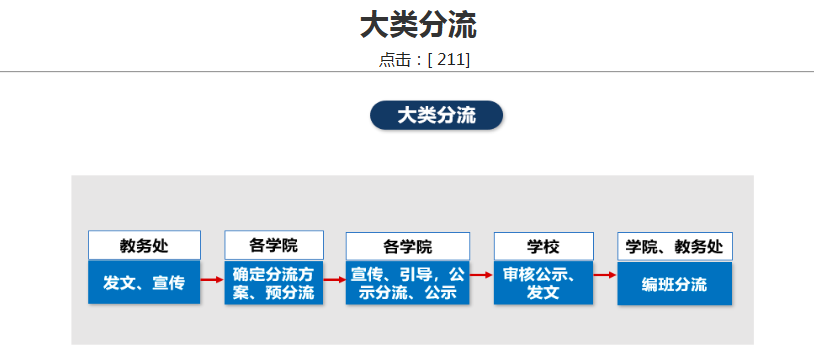 大类分流
点击：[ 211]
大类分流
教务处
发文、宣传
各学院
确定分流方
案、预分流
各学院
宣传、引导，公
示分流、公示
学校
审核公示、
发文
学院、教务处
编班分流